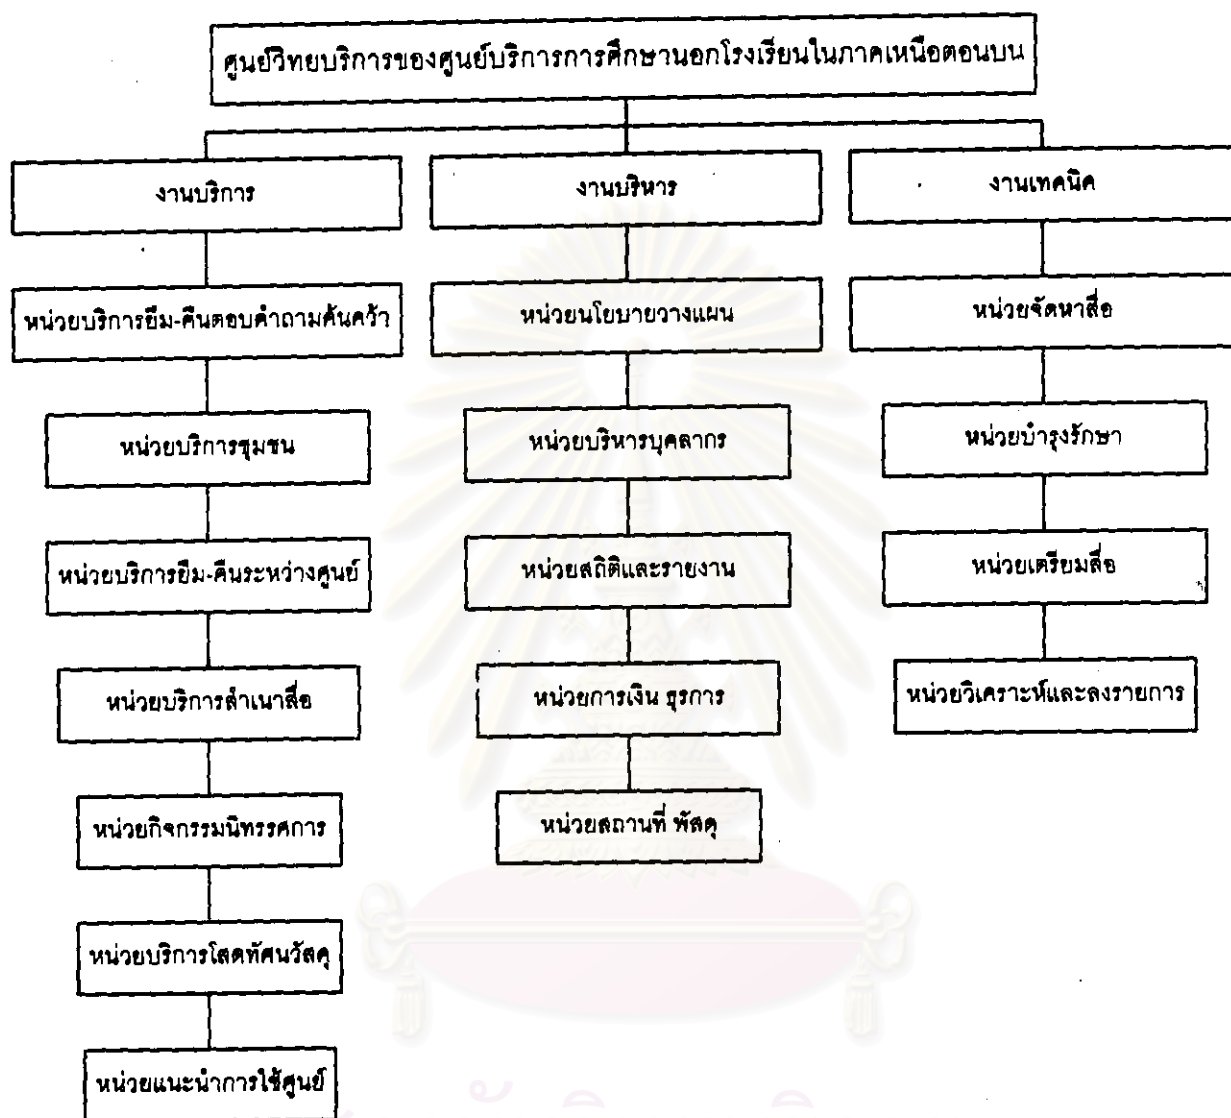 ศูนย์วิทยบริการของศูนย์บริการการศึกษานอกโรงเรียนในภาคเหนือตอนบน
งานบริการ
หน่วยบริการยืม-คืนตอบคำถามค้นคว้า
หน่วยบริการชุมชน
หน่วยบริการยืม-คืนระหว่างศูนย์
หน่วยบริการสำเนาสื่อ
หน่วยกิจกรรมนิทรรศการ
หน่วยบริการโสตทัศนวัสดุ
หน่วยแนะนำการใช้ศูนย์
งานบริหาร
หน่วยนโยบายวางแผน
หน่วยบริหารบุคลากร
หน่วยสถิติและรายงาน
หน่วยการเงิน ธุรการ
หน่วยสถานที่ พัสดุ
งานเทคนิค
หน่วยจัดหาสื่อ
หน่วยบำรุงรักษา
หน่วยเตรียมสื่อ
หน่วยวิเคราะห์และลงรายการ